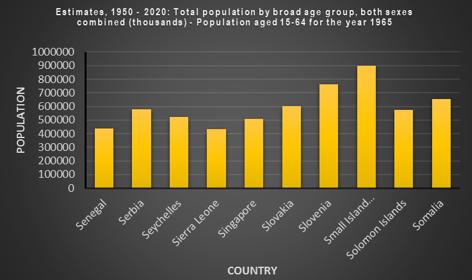 Estimates, 1950 - 2020: Total population by broad age group, both sexes
combined (thousands) - Population aged 15-64 for the year 1965
POPULATION
1000000
900000
800000
700000
600000
500000
400000
300000
200000
100000
0
Senegal
Serbia
Seychelles
Sierra Leone
Singapore
Slovakia
Slovenia
Small Island...
Solomon Islands
Somalia
COUNTRY